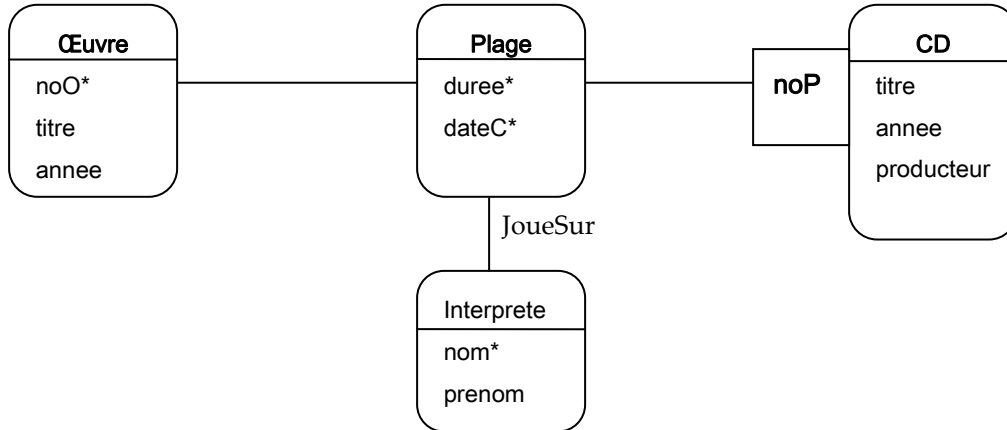 Œuvre
noO*
titre
annee
Plage
duree*
dateC*
noP
CD
titre
annee
producteur
JoueSur
Interprete
nom*
prenom